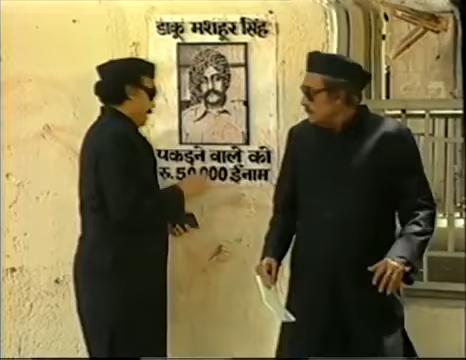 डाकू मशहूर सिंह
पकड़ने वाले को
रु. 50,000 ईनाम